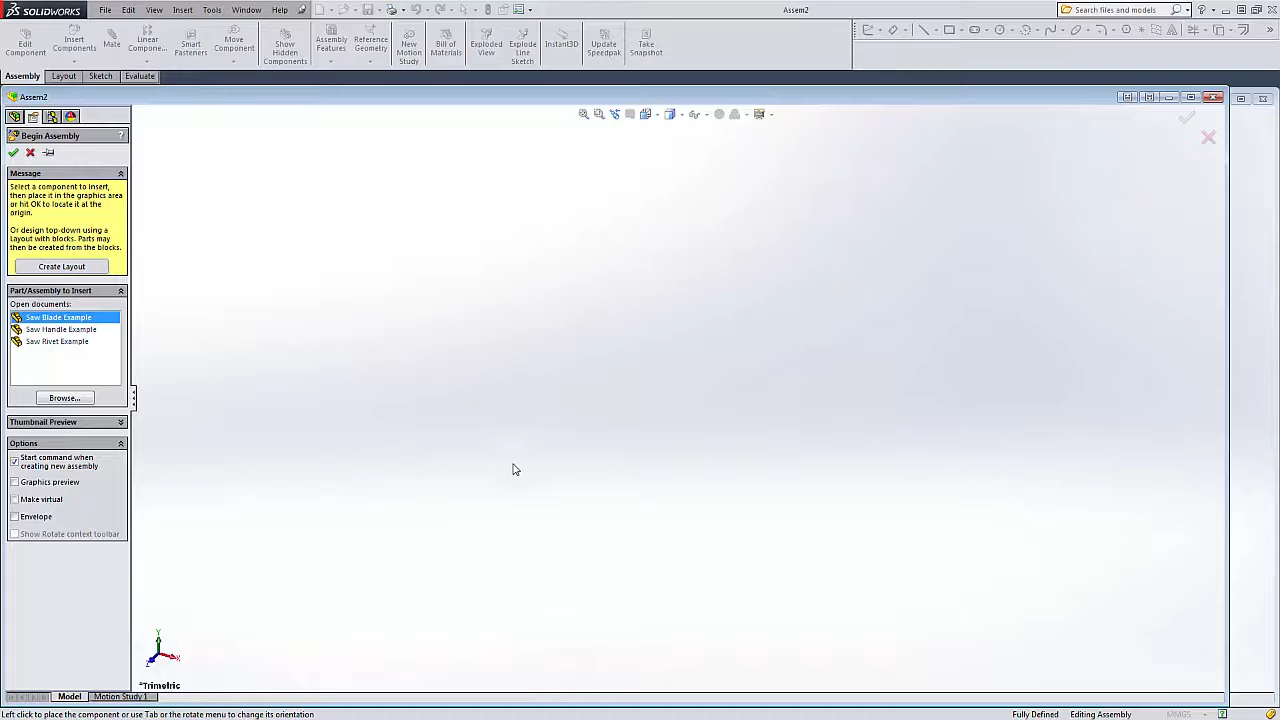 SOLIDWORKS File Edit View Insert Tools Window Help Assem2 Search files and models
Edit Component Insert Components Mate Linear Compone... Smart Fasteners Move Component Show Hidden Components Assembly Features Reference Geometry New Motion Study Bill of Materials Exploded View Explode Line Sketch Instant3D Update Speedpak Take Snapshot
Assembly Layout Sketch Evaluate
Assem2
Begin Assembly ?
Message
Select a component to insert,
then place it in the graphics area
or hit OK to locate it at the
origin.
Or design top-down using a
Layout with blocks. Parts may
then be created from the blocks.
Create Layout
Part/Assembly to Insert
Open documents:
Saw Blade Example
Saw Handle Example
Saw Rivet Example
Browse...
Thumbnail Preview
Options
Start command when
creating new assembly
Graphics preview
Make virtual
Envelope
Show Rotate context toolbar
Y
X
Z
*Trimetric
Model Motion Study 1
Left click to place the component or use Tab or the rotate menu to change its orientation Fully Defined Editing Assembly MMGS